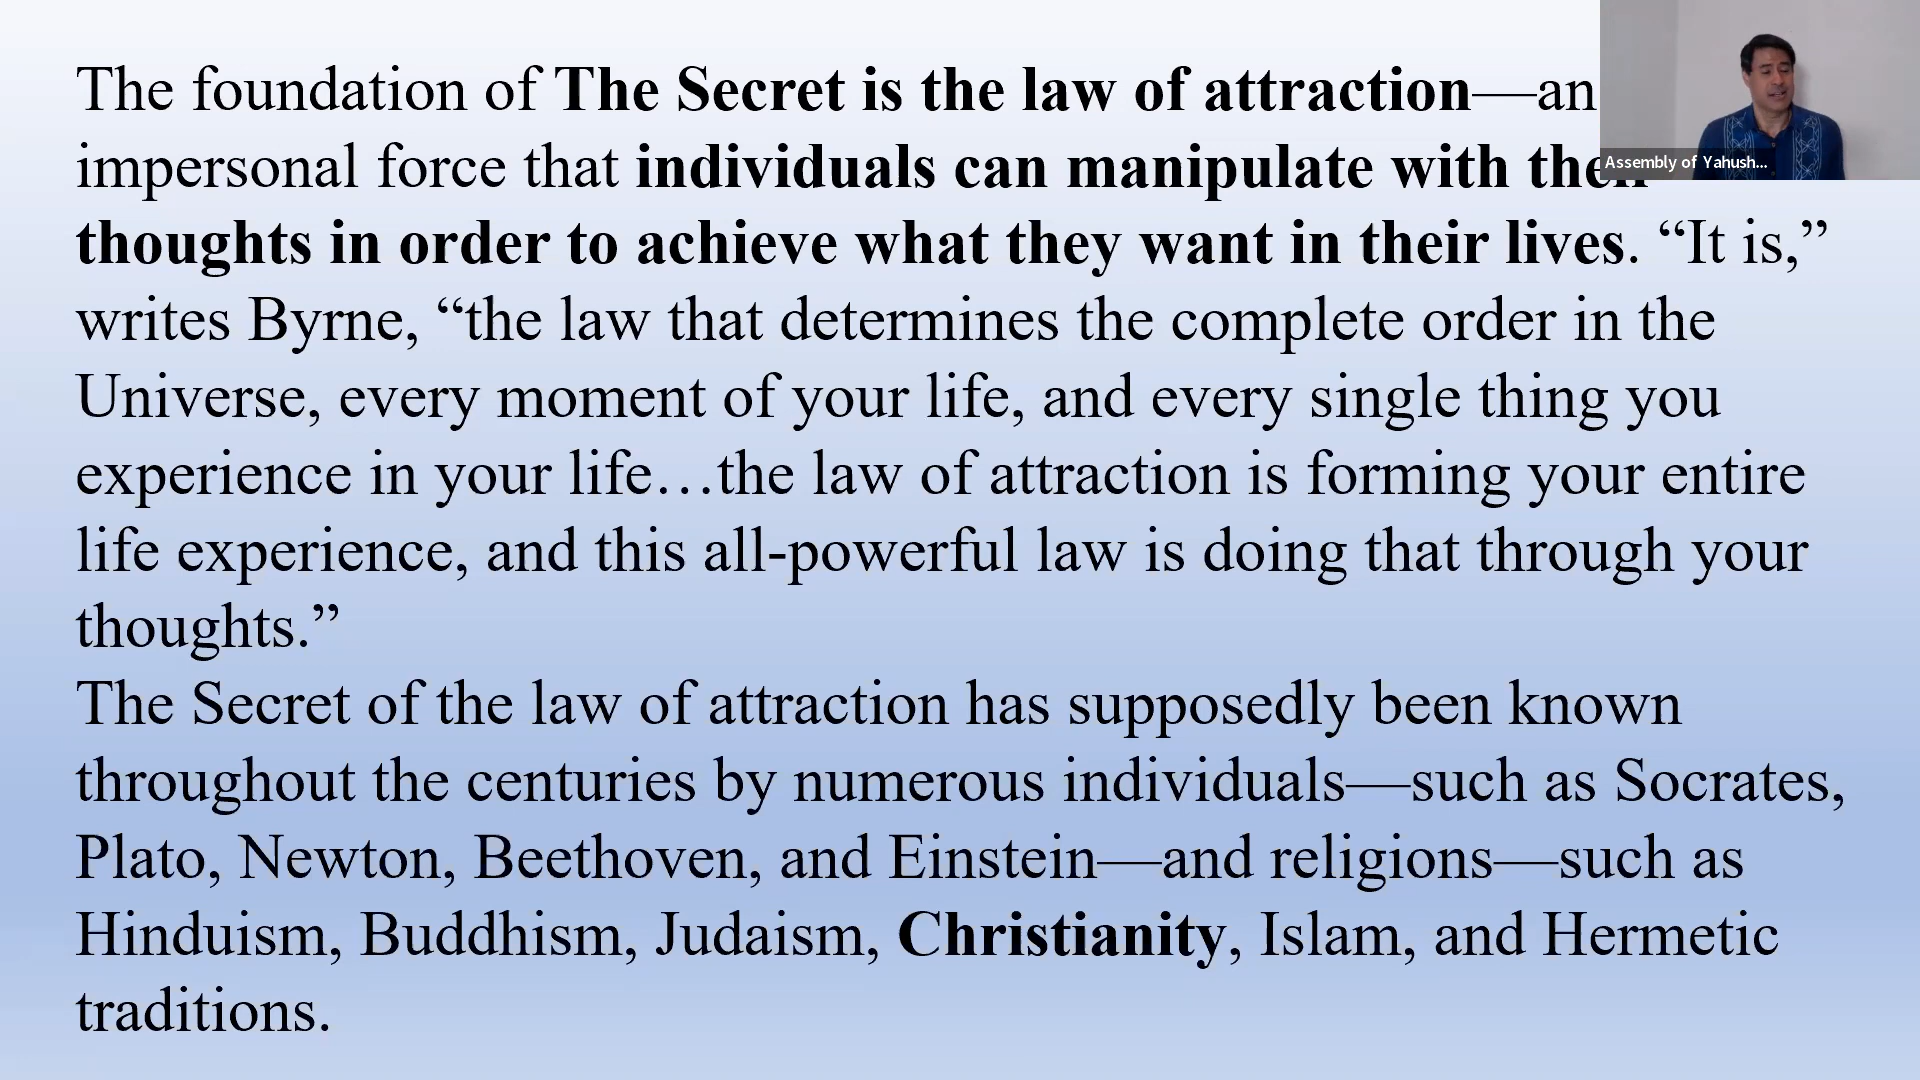 The foundation of The Secret is the law of attraction—an
impersonal force that individuals can manipulate with their
thoughts in order to achieve what they want in their lives. “It is,”
writes Byrne, “the law that determines the complete order in the
Universe, every moment of your life, and every single thing you
experience in your life…the law of attraction is forming your entire
life experience, and this all-powerful law is doing that through your
thoughts.”
The Secret of the law of attraction has supposedly been known
throughout the centuries by numerous individuals—such as Socrates,
Plato, Newton, Beethoven, and Einstein—and religions—such as
Hinduism, Buddhism, Judaism, Christianity, Islam, and Hermetic
traditions.
Assembly of Yahush...